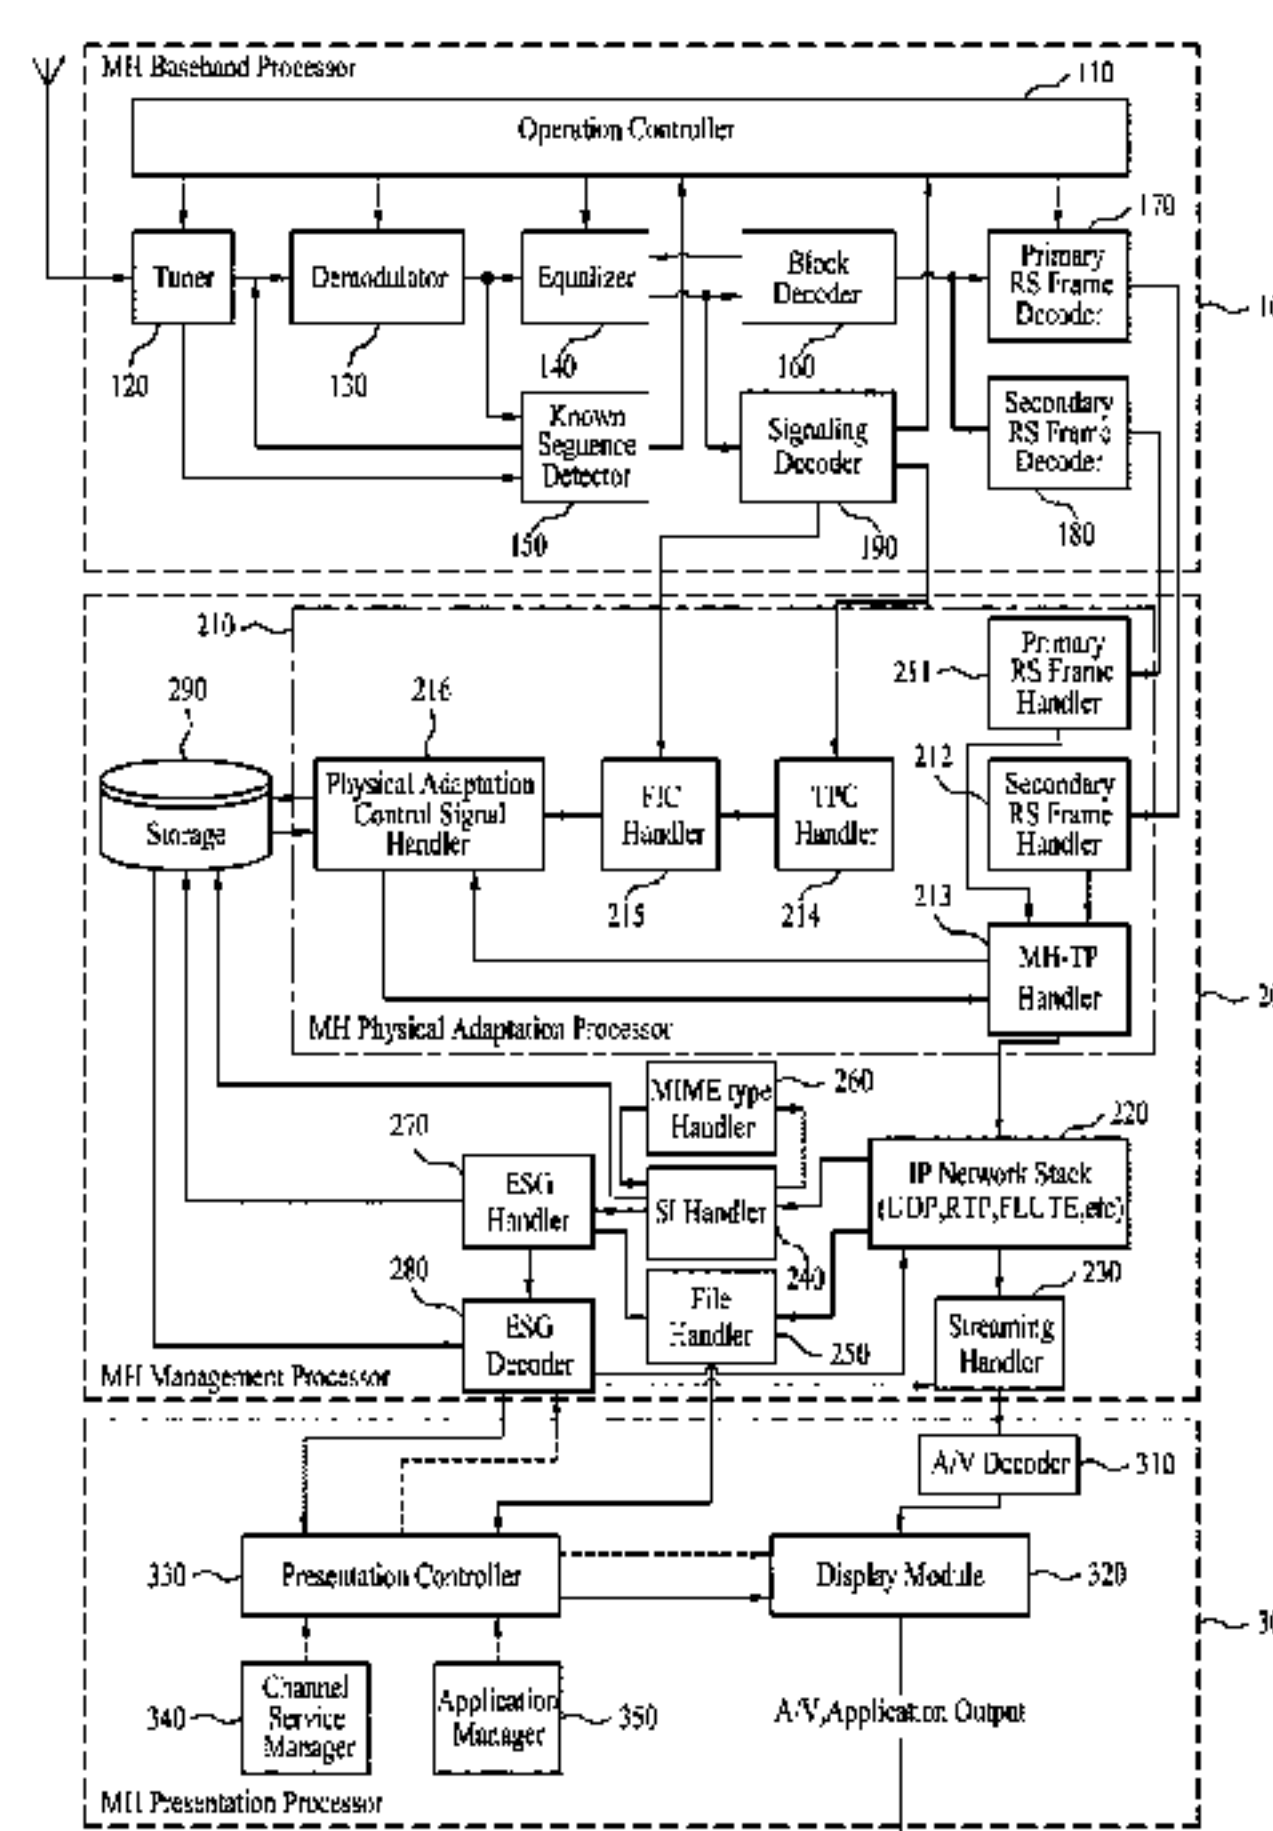 MH Baseband Processor
110
Operation Controller
170
Tuner
Demodulator
Equalizer
Block
Decoder
Primary
RS Frame
Decoder
120
130
140
160
Known
Seguence
Detector
Signaling
Decoder
Secondary
RS Frame
Decoder
150
190
180
210
Primary
RS Frame
Handler
290
216
212
Storage
Physical Adaptation
Control Signal
Handler
FIC
Handler
TPC
Handler
Secondary
RS Frame
Handler
215
214
213
MH-TP
Handler
MH Physical Adaptation Processor
MIME type
Handler
260
270
220
ESG
Handler
SI Handler
IP Network Stack
(UDP,RTP,FLUTE,etc)
240
280
230
ESG
Decoder
File
Handler
250
Streaming
Handler
MH Management Processor
A/V Decoder
310
330
Presentation Controller
Display Module
320
340
Channel
Service
Manager
Application
Manager
350
A/V,Application Output
MH Presentation Processor